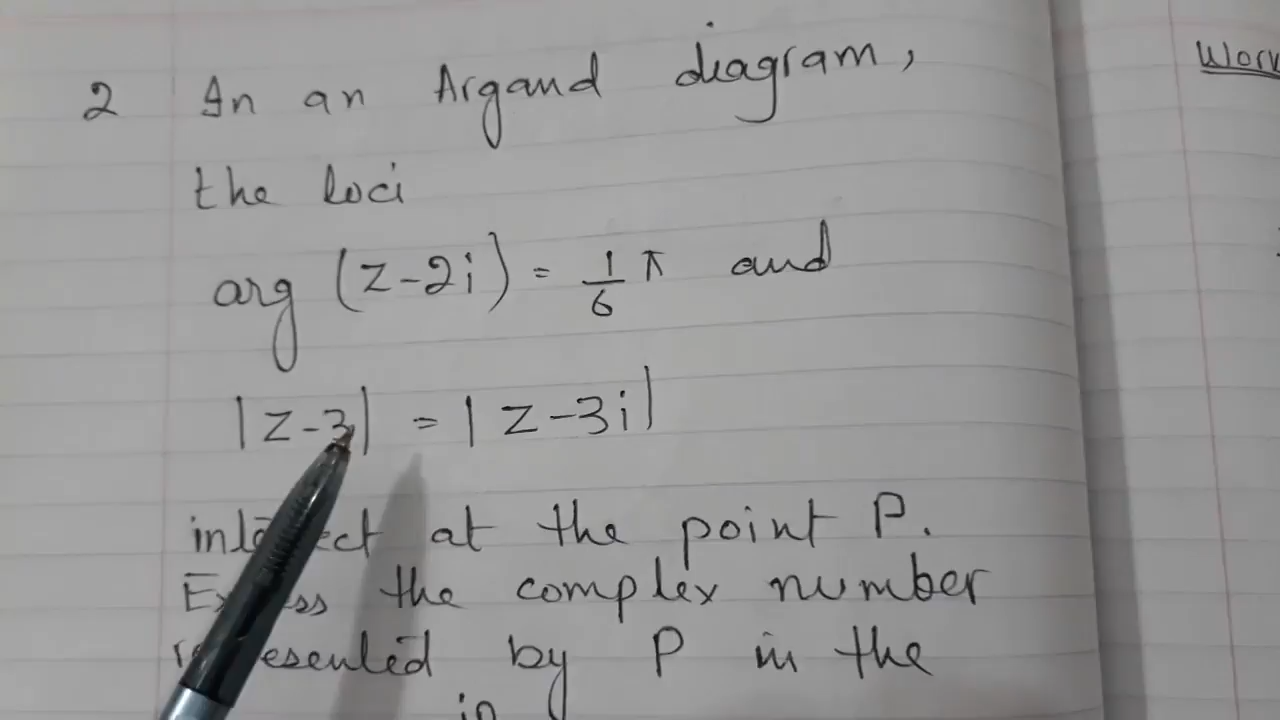 2 In an Argand diagram,
the loci
arg (z-2i) = 1/6 π and
|z-3| = |z-3i|
at the point P.
the complex number
by P in the
in